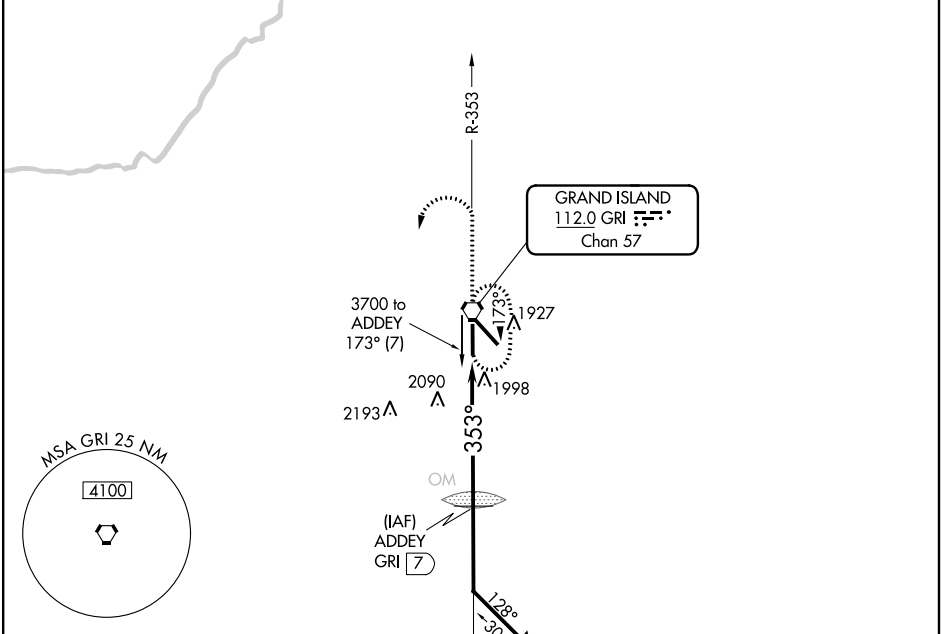 R-353
GRAND ISLAND
112.0 GRI
Chan 57
3700 to
ADDEY
173° (7)
173°
1927
2090
1998
2193
353°
MSA GRI 25 NM
4100
OM
(IAF)
ADDEY
GRI 7
128°